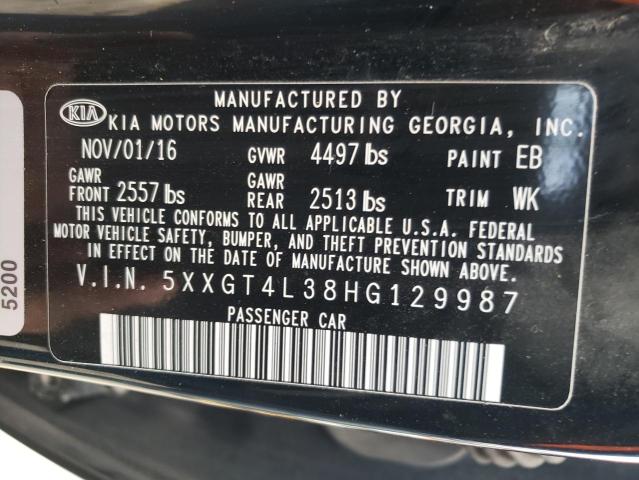 MANUFACTURED BY
KIA KIA MOTORS MANUFACTURING GEORGIA, INC.
NOV/01/16 GVWR 4497 lbs PAINT EB
GAWR FRONT 2557 lbs GAWR REAR 2513 lbs TRIM WK
THIS VEHICLE CONFORMS TO ALL APPLICABLE U.S.A. FEDERAL
MOTOR VEHICLE SAFETY, BUMPER, AND THEFT PREVENTION STANDARDS
IN EFFECT ON THE DATE OF MANUFACTURE SHOWN ABOVE.
V.I.N. 5XXGT4L38HG129987
PASSENGER CAR
5200